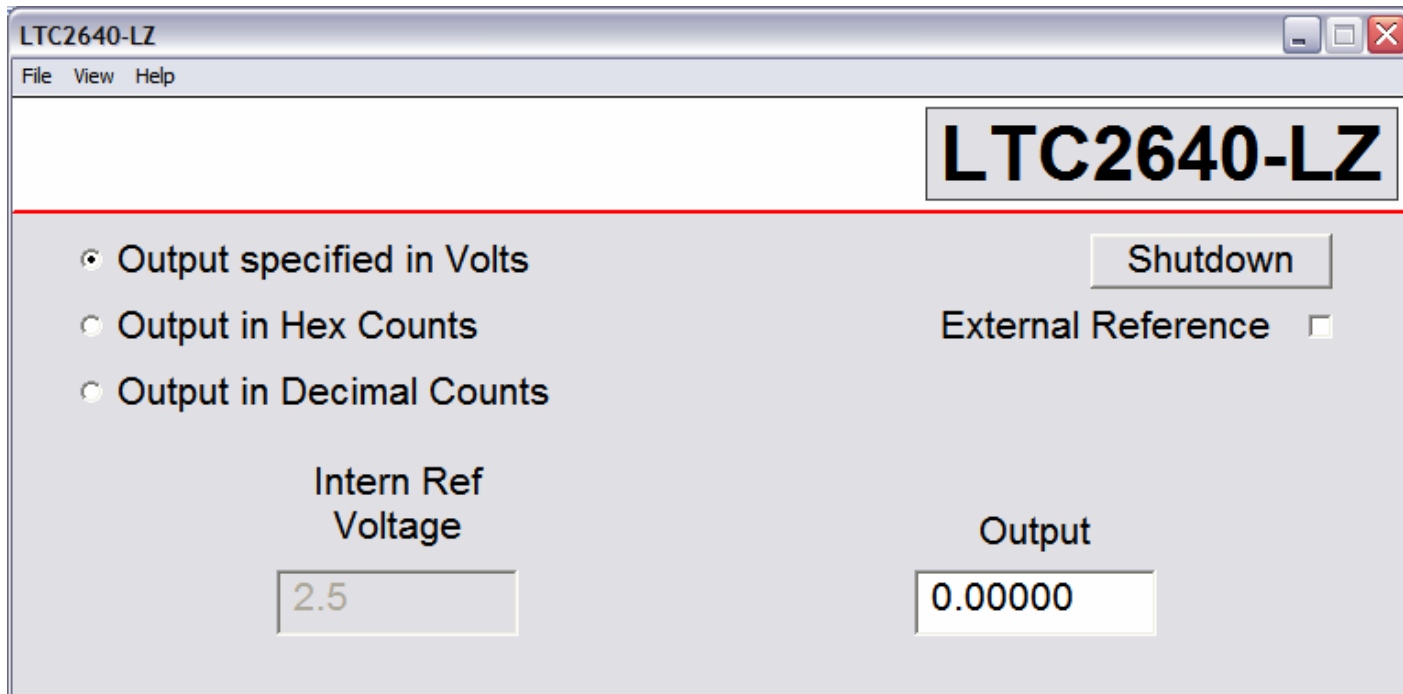 LTC2640-LZ
File View Help
LTC2640-LZ
Output specified in Volts
Shutdown
Output in Hex Counts
External Reference
Output in Decimal Counts
Intern Ref
Voltage
Output
2.5
0.00000